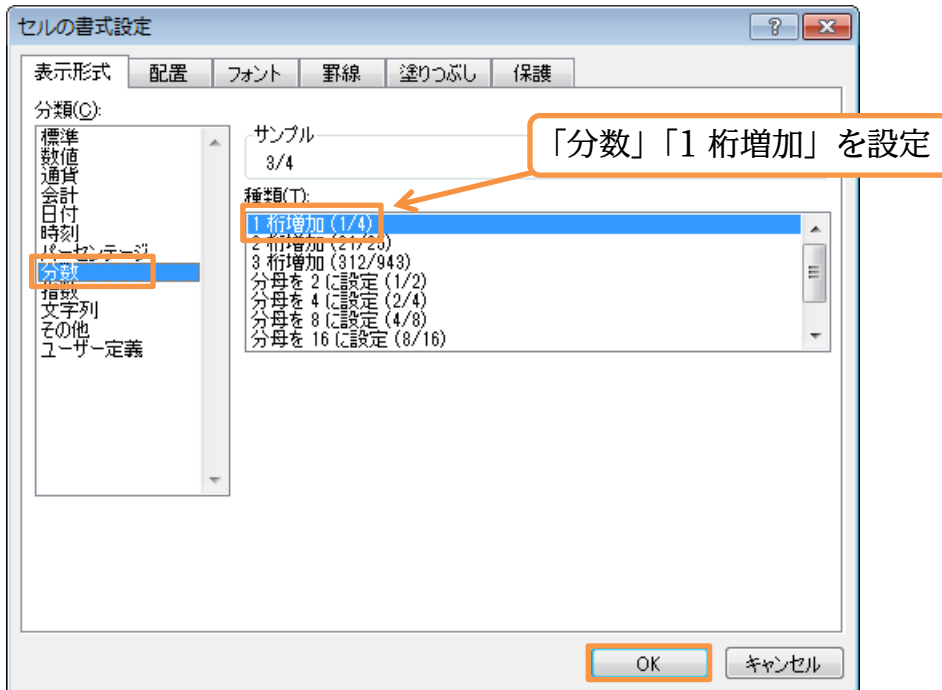 セルの書式設定
表示形式 配置 フォント 罫線 塗りつぶし 保護
分類(C):
標準
数値
通貨
会計
日付
時刻
パーセンテージ
分数
指数
文字列
その他
ユーザー定義
サンプル
3/4
「分数」「1 桁増加」を設定
種類(T):
1 桁増加 (1/4)
2 桁増加 (21/25)
3 桁増加 (312/943)
分母を 2 に設定 (1/2)
分母を 4 に設定 (2/4)
分母を 8 に設定 (4/8)
分母を 16 に設定 (8/16)
OK キャンセル